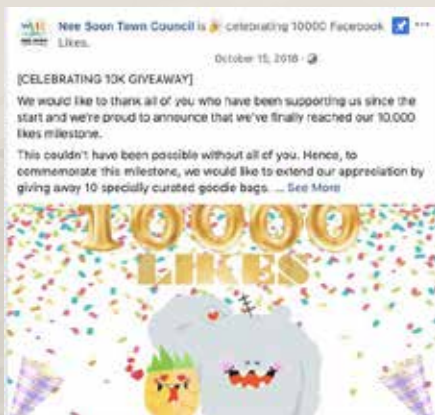 Nee Soon Town Council is 🎉 celebrating 10000 Facebook
Likes.
October 15, 2018 ·
[CELEBRATING 10K GIVEAWAY]
We would like to thank all of you who have been supporting us since the
start and we're proud to announce that we've finally reached our 10,000
likes milestone.
This couldn't have been possible without all of you. Hence, to
commemorate this milestone, we would like to extend our appreciation by
giving away 10 specially curated goodie bags. ... See More
10000
LIKES